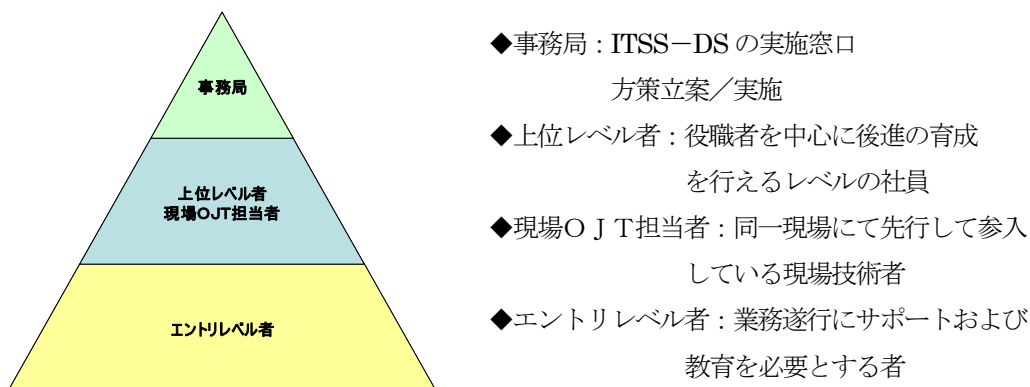 事務局
上位レベル者
現場OJT担当者
エントリレベル者
◆事務局：ITSS－DS の実施窓口
方策立案／実施
◆上位レベル者：役職者を中心に後進の育成
を行えるレベルの社員
◆現場ＯＪＴ担当者：同一現場にて先行して参入
している現場技術者
◆エントリレベル者：業務遂行にサポートおよび
教育を必要とする者